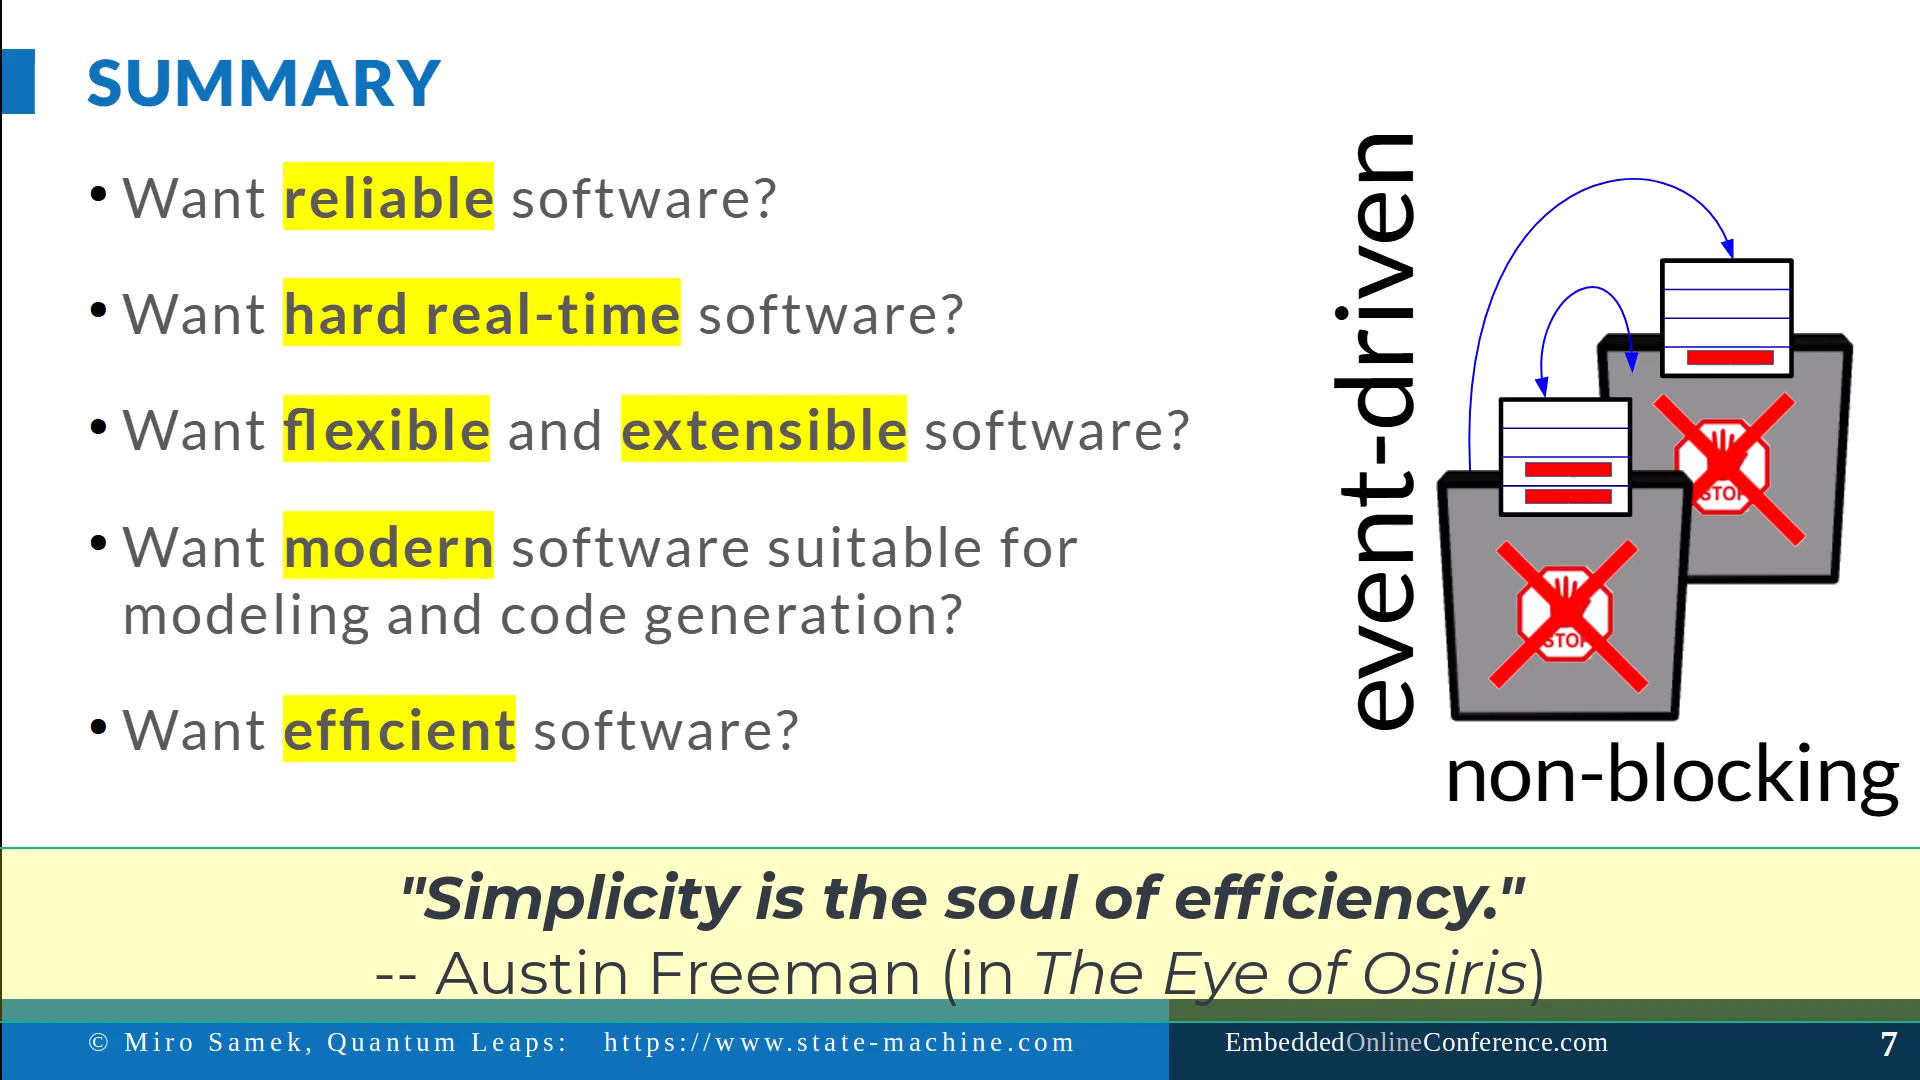 SUMMARY
• Want reliable software?
• Want hard real-time software?
• Want flexible and extensible software?
• Want modern software suitable for
modeling and code generation?
• Want efficient software?
event-driven
STOP
STOP
non-blocking
"Simplicity is the soul of efficiency."
-- Austin Freeman (in The Eye of Osiris)
© Miro Samek, Quantum Leaps: https://www.state-machine.com
EmbeddedOnlineConference.com
7